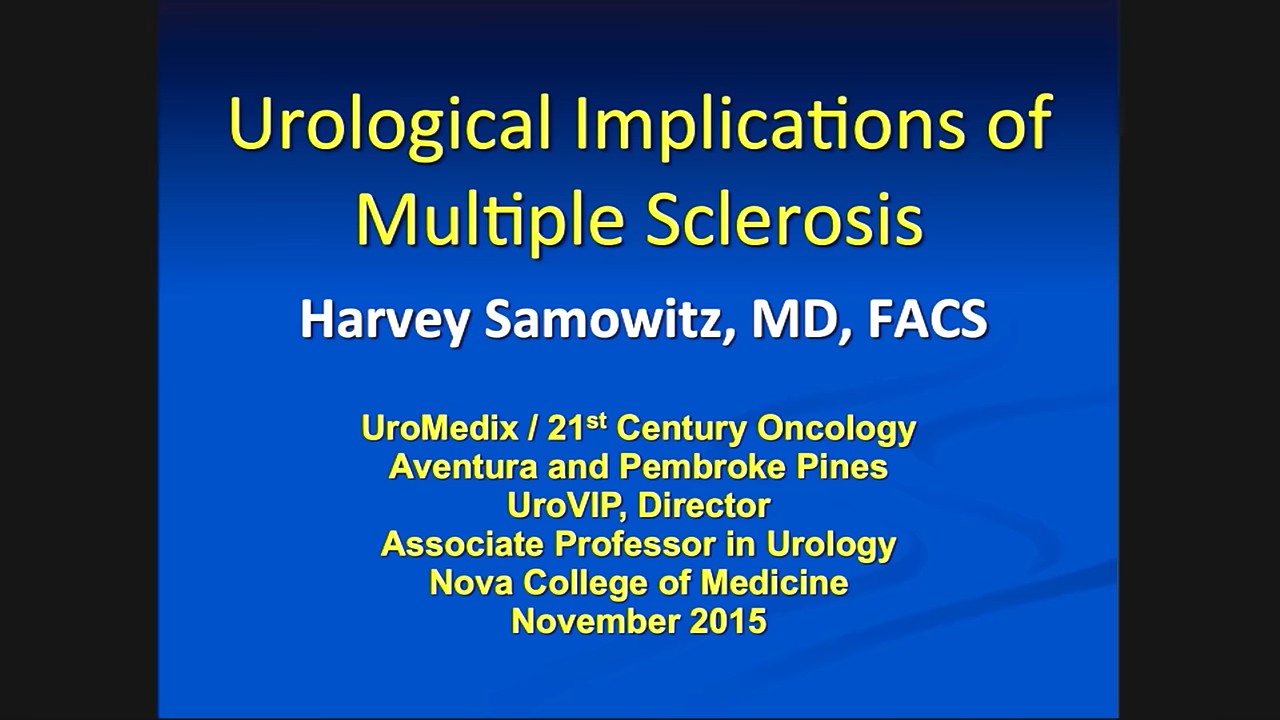 Urological Implications of
Multiple Sclerosis
Harvey Samowitz, MD, FACS
UroMedix / 21st Century Oncology
Aventura and Pembroke Pines
UroVIP, Director
Associate Professor in Urology
Nova College of Medicine
November 2015